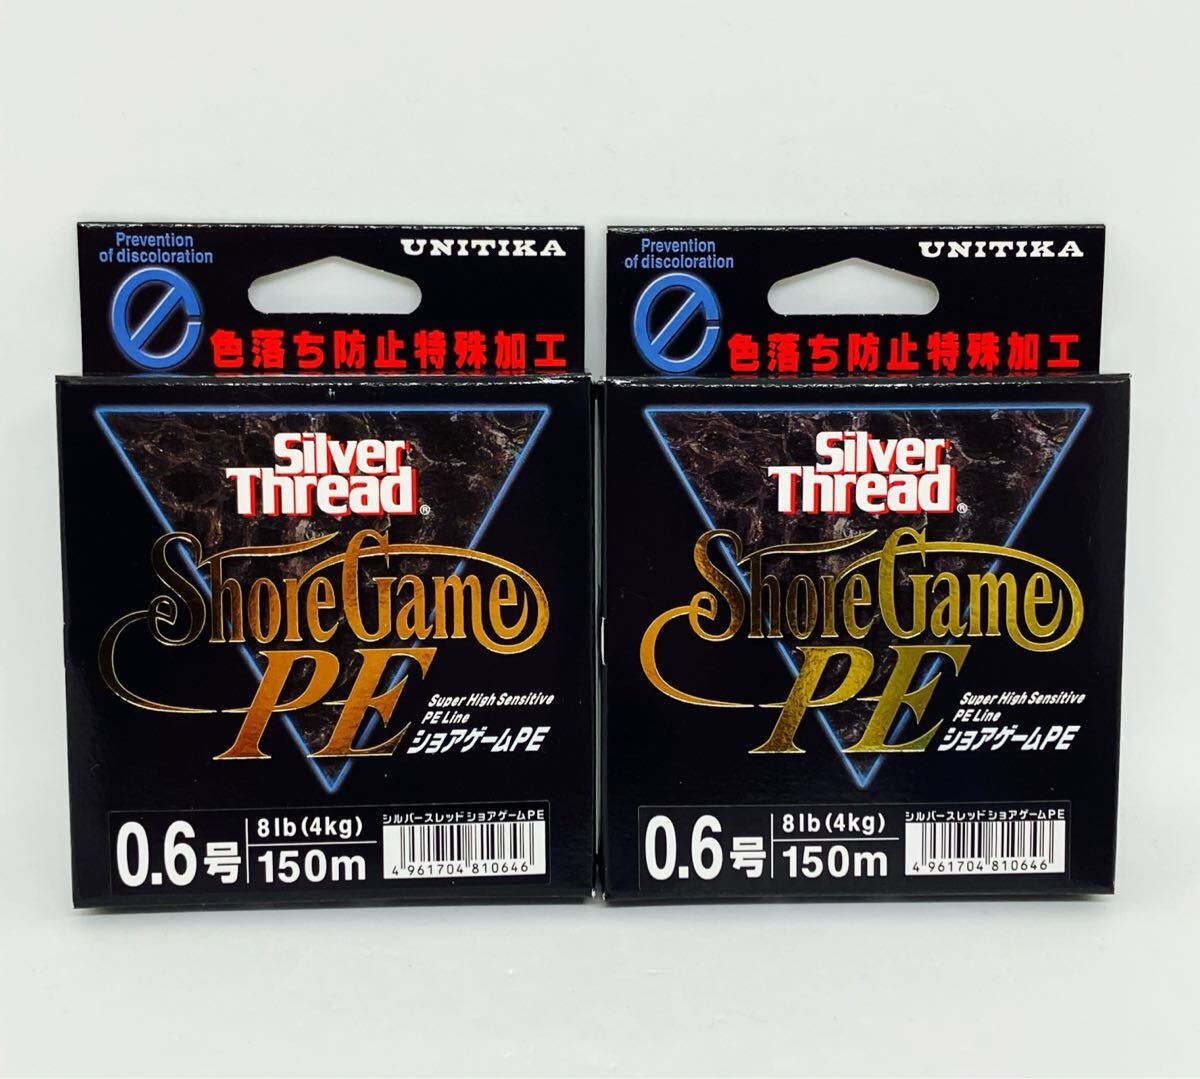 Prevention
of discoloration
UNITIKA
色落ち防止特殊加工
Silver
Thread®
ShoreGame
PE
Super High Sensitive
PE Line
ショアゲームPE
0.6号
8lb(4kg)
150m
シルバースレッドショアゲームPE
4 961704 810646
Prevention
of discoloration
UNITIKA
色落ち防止特殊加工
Silver
Thread®
ShoreGame
PE
Super High Sensitive
PE Line
ショアゲームPE
0.6号
8lb(4kg)
150m
シルバースレッドショアゲームPE
4 961704 810646